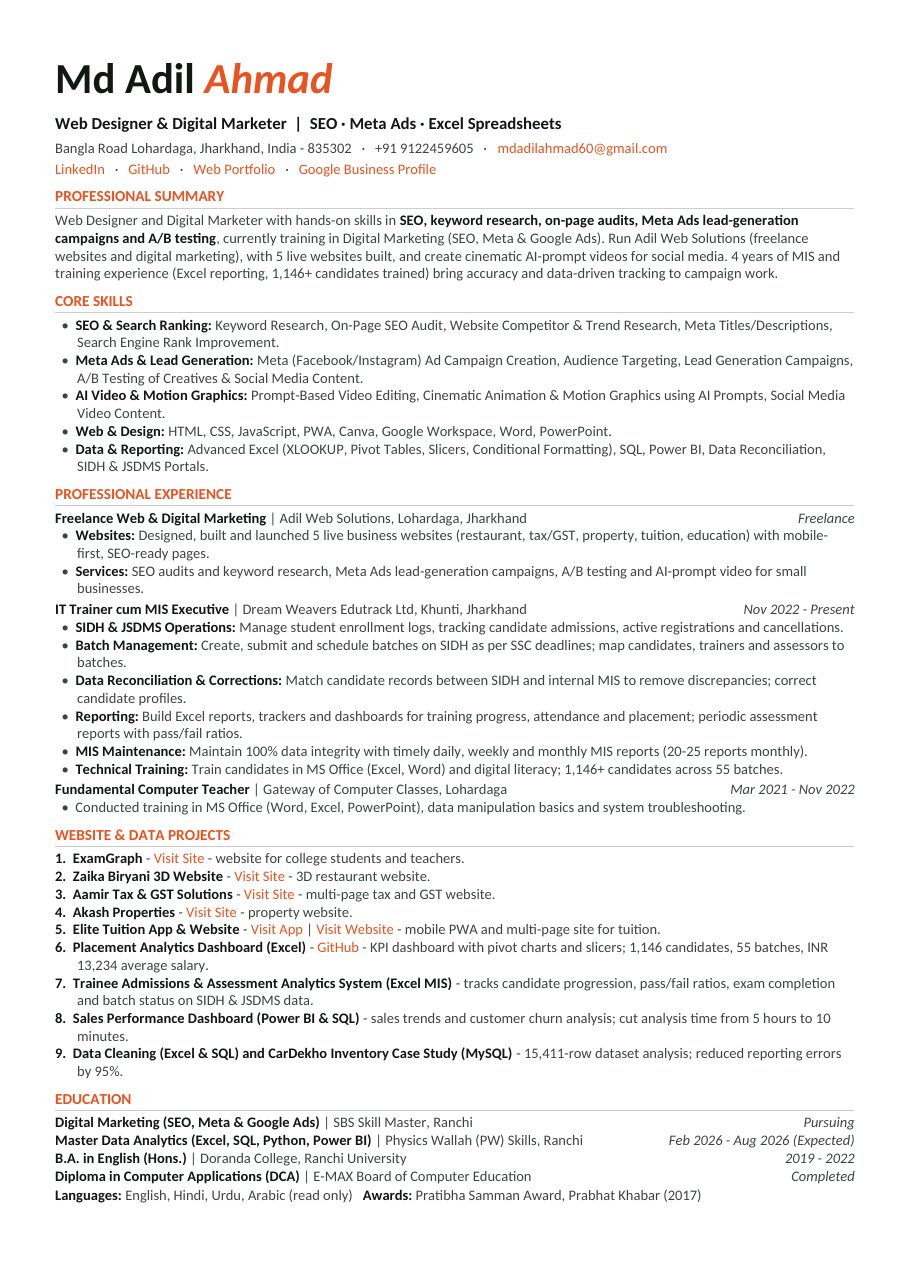 Md Adil Ahmad
Web Designer & Digital Marketer | SEO · Meta Ads · Excel Spreadsheets
Bangla Road Lohardaga, Jharkhand, India - 835302 · +91 9122459605 · mdadilahmad60@gmail.com
LinkedIn · GitHub · Web Portfolio · Google Business Profile
PROFESSIONAL SUMMARY
Web Designer and Digital Marketer with hands-on skills in SEO, keyword research, on-page audits, Meta Ads lead-generation
campaigns and A/B testing, currently training in Digital Marketing (SEO, Meta & Google Ads). Run Adil Web Solutions (freelance
websites and digital marketing), with 5 live websites built, and create cinematic AI-prompt videos for social media. 4 years of MIS and
training experience (Excel reporting, 1,146+ candidates trained) bring accuracy and data-driven tracking to campaign work.
CORE SKILLS
• SEO & Search Ranking: Keyword Research, On-Page SEO Audit, Website Competitor & Trend Research, Meta Titles/Descriptions,
Search Engine Rank Improvement.
• Meta Ads & Lead Generation: Meta (Facebook/Instagram) Ad Campaign Creation, Audience Targeting, Lead Generation Campaigns,
A/B Testing of Creatives & Social Media Content.
• AI Video & Motion Graphics: Prompt-Based Video Editing, Cinematic Animation & Motion Graphics using AI Prompts, Social Media
Video Content.
• Web & Design: HTML, CSS, JavaScript, PWA, Canva, Google Workspace, Word, PowerPoint.
• Data & Reporting: Advanced Excel (XLOOKUP, Pivot Tables, Slicers, Conditional Formatting), SQL, Power BI, Data Reconciliation,
SIDH & JSDMS Portals.
PROFESSIONAL EXPERIENCE
Freelance Web & Digital Marketing | Adil Web Solutions, Lohardaga, Jharkhand Freelance
• Websites: Designed, built and launched 5 live business websites (restaurant, tax/GST, property, tuition, education) with mobile-
first, SEO-ready pages.
• Services: SEO audits and keyword research, Meta Ads lead-generation campaigns, A/B testing and AI-prompt video for small
businesses.
IT Trainer cum MIS Executive | Dream Weavers Edutrack Ltd, Khunti, Jharkhand Nov 2022 - Present
• SIDH & JSDMS Operations: Manage student enrollment logs, tracking candidate admissions, active registrations and cancellations.
• Batch Management: Create, submit and schedule batches on SIDH as per SSC deadlines; map candidates, trainers and assessors to
batches.
• Data Reconciliation & Corrections: Match candidate records between SIDH and internal MIS to remove discrepancies; correct
candidate profiles.
• Reporting: Build Excel reports, trackers and dashboards for training progress, attendance and placement; periodic assessment
reports with pass/fail ratios.
• MIS Maintenance: Maintain 100% data integrity with timely daily, weekly and monthly MIS reports (20-25 reports monthly).
• Technical Training: Train candidates in MS Office (Excel, Word) and digital literacy; 1,146+ candidates across 55 batches.
Fundamental Computer Teacher | Gateway of Computer Classes, Lohardaga Mar 2021 - Nov 2022
• Conducted training in MS Office (Word, Excel, PowerPoint), data manipulation basics and system troubleshooting.
WEBSITE & DATA PROJECTS
1. ExamGraph - Visit Site - website for college students and teachers.
2. Zaika Biryani 3D Website - Visit Site - 3D restaurant website.
3. Aamir Tax & GST Solutions - Visit Site - multi-page tax and GST website.
4. Akash Properties - Visit Site - property website.
5. Elite Tuition App & Website - Visit App | Visit Website - mobile PWA and multi-page site for tuition.
6. Placement Analytics Dashboard (Excel) - GitHub - KPI dashboard with pivot charts and slicers; 1,146 candidates, 55 batches, INR
13,234 average salary.
7. Trainee Admissions & Assessment Analytics System (Excel MIS) - tracks candidate progression, pass/fail ratios, exam completion
and batch status on SIDH & JSDMS data.
8. Sales Performance Dashboard (Power BI & SQL) - sales trends and customer churn analysis; cut analysis time from 5 hours to 10
minutes.
9. Data Cleaning (Excel & SQL) and CarDekho Inventory Case Study (MySQL) - 15,411-row dataset analysis; reduced reporting errors
by 95%.
EDUCATION
Digital Marketing (SEO, Meta & Google Ads) | SBS Skill Master, Ranchi Pursuing
Master Data Analytics (Excel, SQL, Python, Power BI) | Physics Wallah (PW) Skills, Ranchi Feb 2026 - Aug 2026 (Expected)
B.A. in English (Hons.) | Doranda College, Ranchi University 2019 - 2022
Diploma in Computer Applications (DCA) | E-MAX Board of Computer Education Completed
Languages: English, Hindi, Urdu, Arabic (read only) Awards: Pratibha Samman Award, Prabhat Khabar (2017)